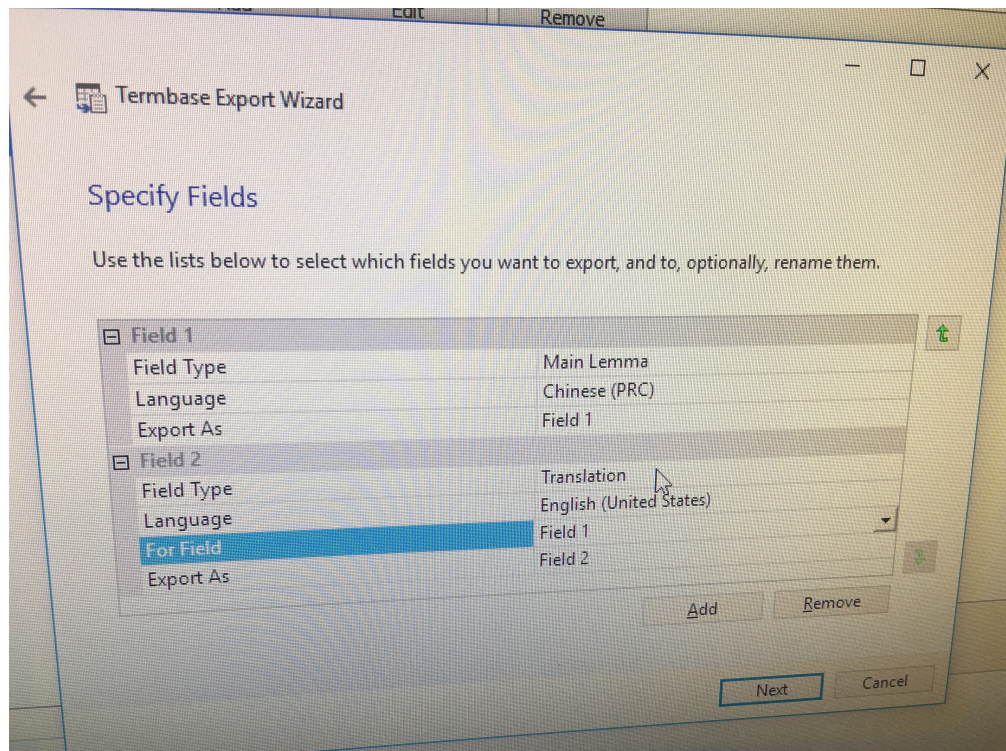 Edit
Remove
Termbase Export Wizard
Specify Fields
Use the lists below to select which fields you want to export, and to, optionally, rename them.
Field 1
Field Type Main Lemma
Language Chinese (PRC)
Export As Field 1
Field 2
Field Type Translation
Language English (United States)
For Field Field 1
Export As Field 2
Add Remove
Next Cancel